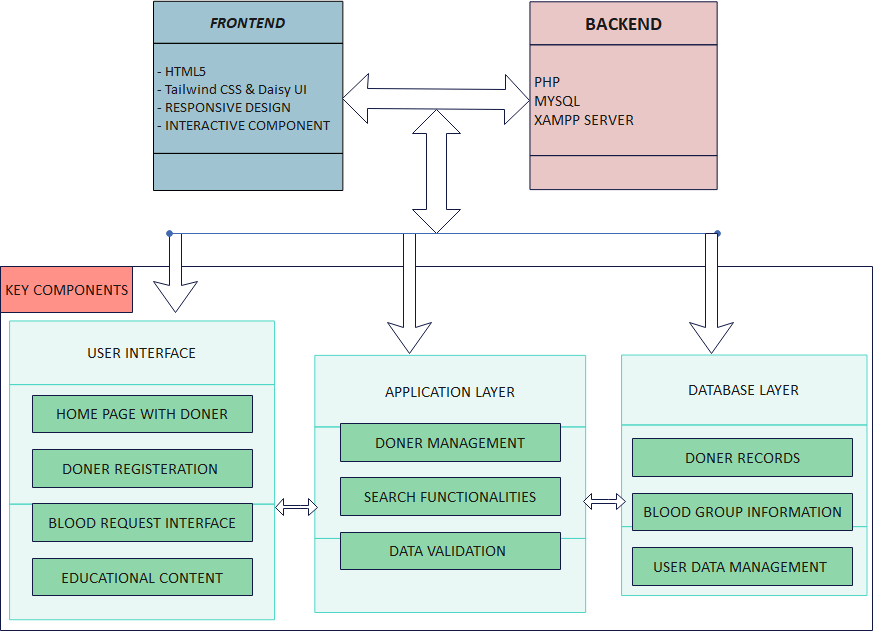 FRONTEND
- HTML5
- Tailwind CSS & Daisy UI
- RESPONSIVE DESIGN
- INTERACTIVE COMPONENT
BACKEND
PHP
MYSQL
XAMPP SERVER
KEY COMPONENTS
USER INTERFACE
HOME PAGE WITH DONER
DONER REGISTERATION
BLOOD REQUEST INTERFACE
EDUCATIONAL CONTENT
APPLICATION LAYER
DONER MANAGEMENT
SEARCH FUNCTIONALITIES
DATA VALIDATION
DATABASE LAYER
DONER RECORDS
BLOOD GROUP INFORMATION
USER DATA MANAGEMENT